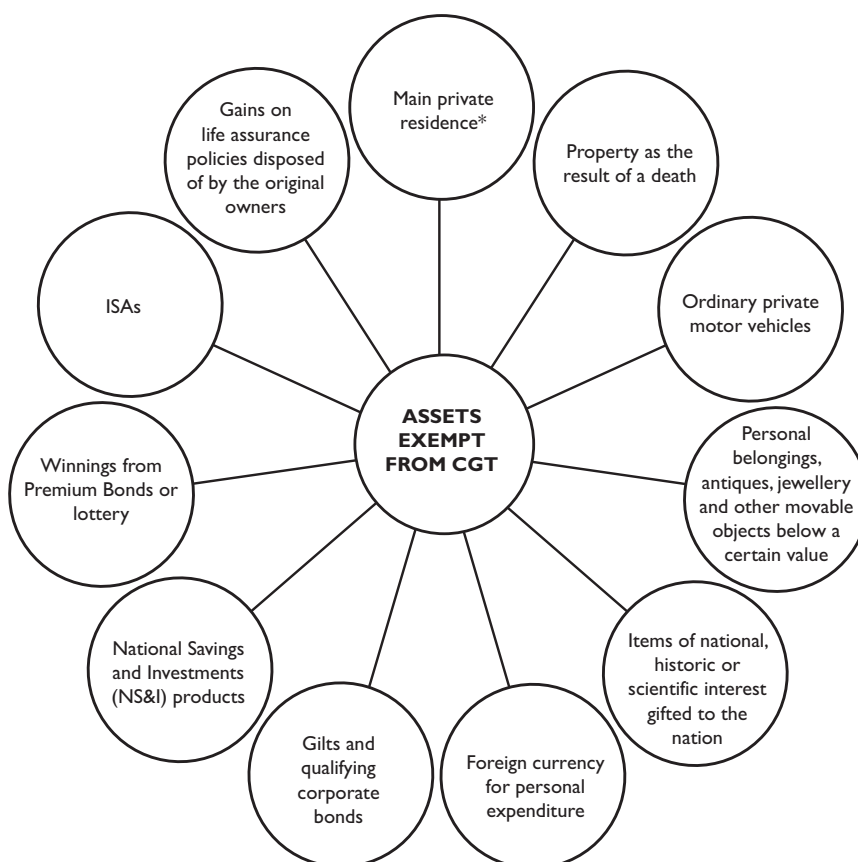 Main private
residence*
Property as the
result of a death
Ordinary private
motor vehicles
Personal
belongings,
antiques, jewellery
and other movable
objects below a
certain value
Items of national,
historic or
scientific interest
gifted to the
nation
Foreign currency
for personal
expenditure
Gilts and
qualifying
corporate
bonds
National Savings
and Investments
(NS&I) products
Winnings from
Premium Bonds or
lottery
ISAs
Gains on
life assurance
policies disposed
of by the original
owners
ASSETS
EXEMPT
FROM CGT